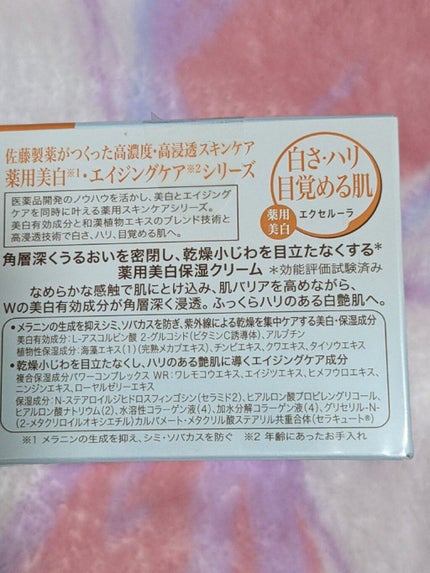 佐藤製薬がつくった高濃度・高浸透スキンケア
薬用美白※1・エイジングケア※2シリーズ
医薬品開発のノウハウを活かし、美白とエイジング
ケアを同時に叶える薬用スキンケアシリーズ。
美白有効成分と和漢植物エキスのブレンド技術と
高浸透技術で白さ、ハリ、目覚める肌へ。
白さ・ハリ
目覚める肌
薬用
美白
エクセルーラ
角層深くうるおいを密閉し、乾燥小じわを目立たなくする*
薬用美白保湿クリーム *効能評価試験済み
なめらかな感触で肌にとけ込み、肌バリアを高めながら、
Wの美白有効成分が角層深く浸透。ふっくらハリのある白艶肌へ。
・メラニンの生成を抑えシミ、ソバカスを防ぎ、紫外線による乾燥を集中ケアする美白・保湿成分
美白有効成分：L-アスコルビン酸 2-グルコシド(ビタミンC誘導体)、アルブチン
植物性保湿成分：海藻エキス(1)(完熟メカブエキス)、チンピエキス、クワエキス、タイソウエキス
・乾燥小じわを目立たなくし、ハリのある艶肌に導くエイジングケア成分
複合保湿成分パワーコンプレックス WR：ワレモコウエキス、エイジツエキス、ヒメフウロエキス、
ニンジンエキス、ローヤルゼリーエキス
保湿成分：N-ステアロイルジヒドロスフィンゴシン(セラミド2)、ヒアルロン酸プロピレングリコール、
ヒアルロン酸ナトリウム(2)、水溶性コラーゲン液(4)、加水分解コラーゲン液(4)、グリセリル-N-
(2-メタクリロイルオキシエチル)カルバメート・メタクリル酸ステアリル共重合体(セラキュート®)
※1 メラニンの生成を抑え、シミ・ソバカスを防ぐ ※2 年齢にあったお手入れ